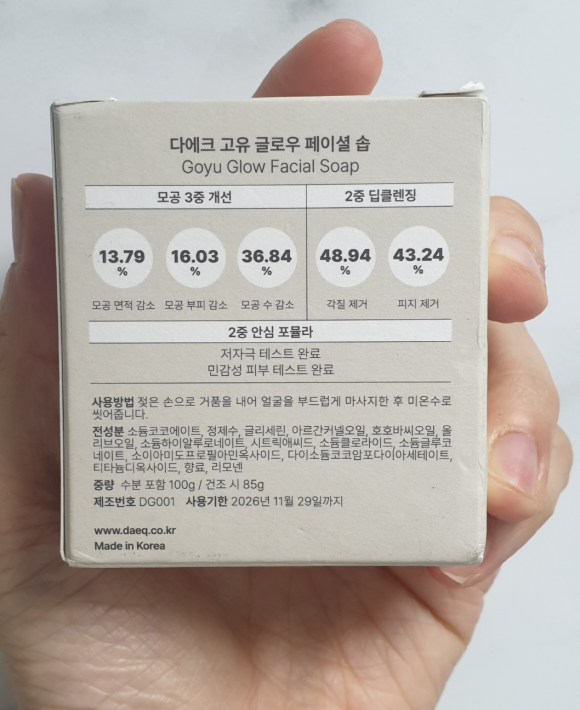 다에크 고유 글로우 페이셜 솝
Goyu Glow Facial Soap
모공 3중 개선 2중 딥클렌징
13.79 % 16.03 % 36.84 % 48.94 % 43.24 %
모공 면적 감소 모공 부피 감소 모공 수 감소 각질 제거 피지 제거
2중 안심 포뮬라
저자극 테스트 완료
민감성 피부 테스트 완료
사용방법 젖은 손으로 거품을 내어 얼굴을 부드럽게 마사지한 후 미온수로
씻어줍니다.
전성분 소듐코코에이트, 정제수, 글리세린, 아르간커넬오일, 호호바씨오일, 올
리브오일, 소듐하이알루로네이트, 시트릭애씨드, 소듐클로라이드, 소듐글루코
네이트, 소이아미도프로필아민옥사이드, 다이소듐코코암포다이아세테이트,
티타늄디옥사이드, 향료, 리모넨
중량 수분 포함 100g / 건조 시 85g
제조번호 DG001 사용기한 2026년 11월 29일까지
www.daeq.co.kr
Made in Korea